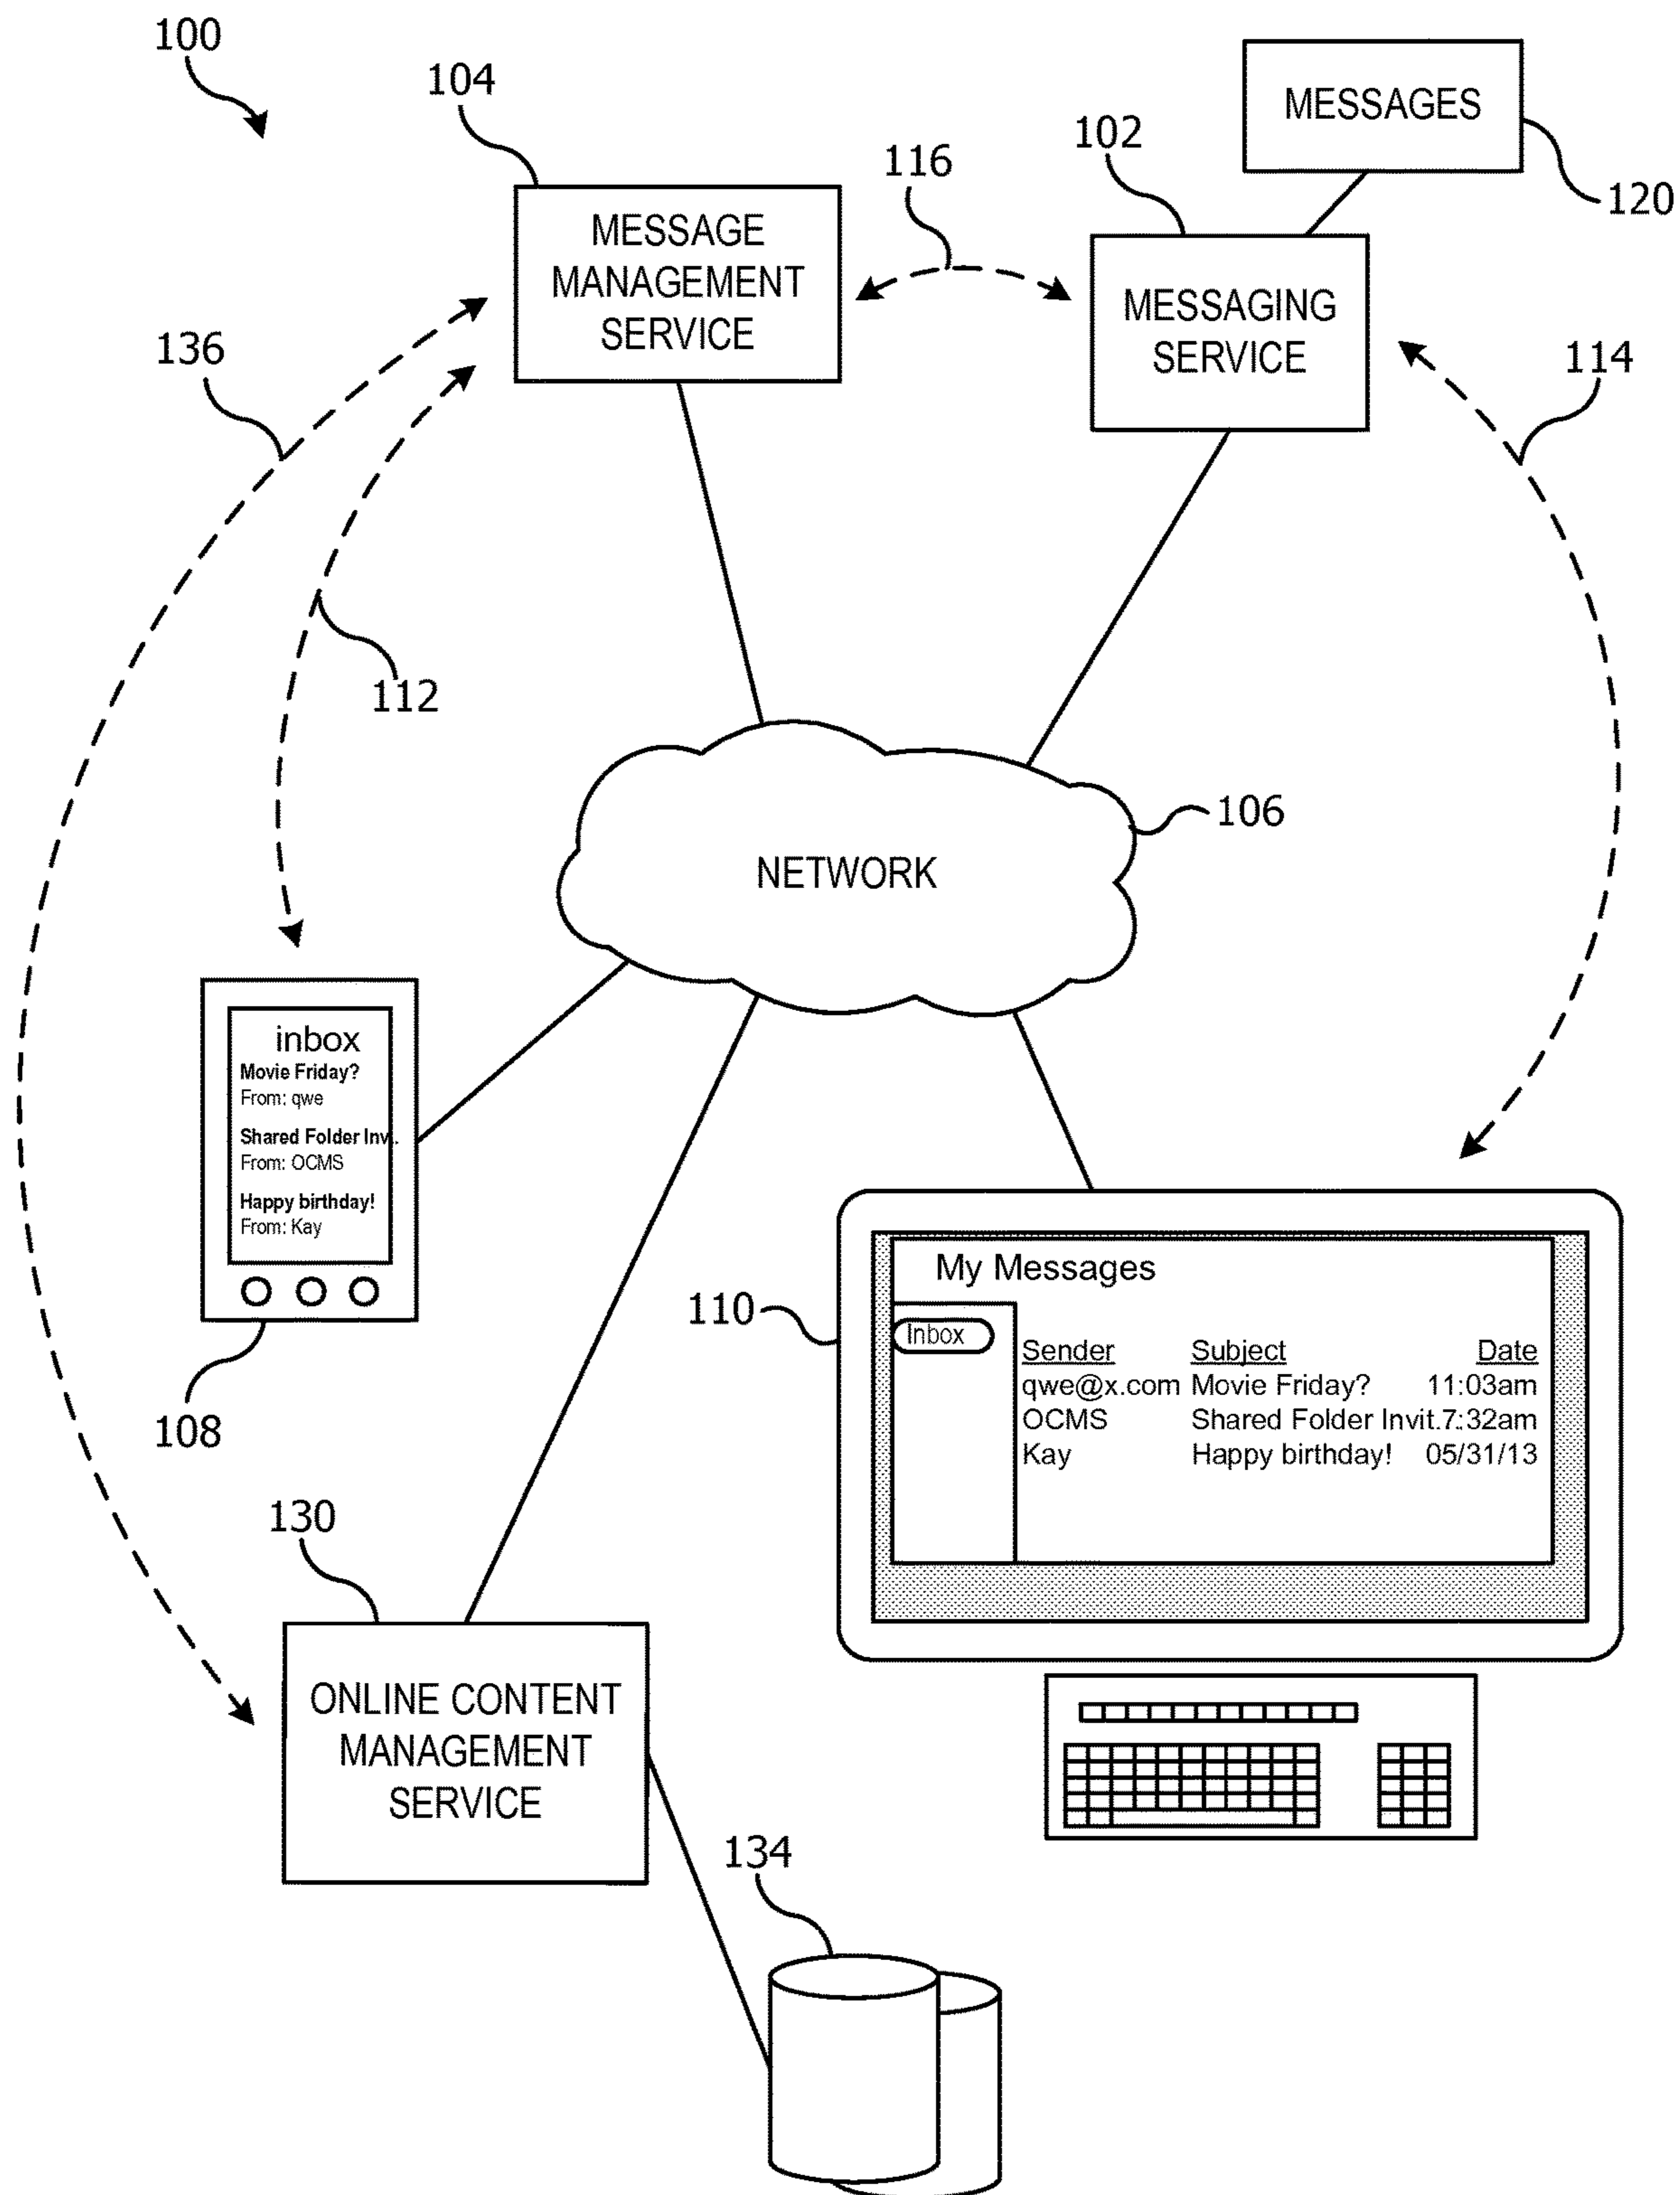 100
104
MESSAGES
102
116
120
MESSAGE
MANAGEMENT
SERVICE
MESSAGING
SERVICE
136
114
112
106
NETWORK
inbox
Movie Friday?
From: qwe
Shared Folder Inv..
From: OCMS
Happy birthday!
From: Kay
108
110
My Messages
Inbox
Sender Subject Date
qwe@x.com Movie Friday? 11:03am
OCMS Shared Folder Invit.7:32am
Kay Happy birthday! 05/31/13
130
ONLINE CONTENT
MANAGEMENT
SERVICE
134